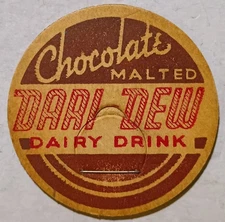 Chocolate
MALTED
DARI DEW
DAIRY DRINK